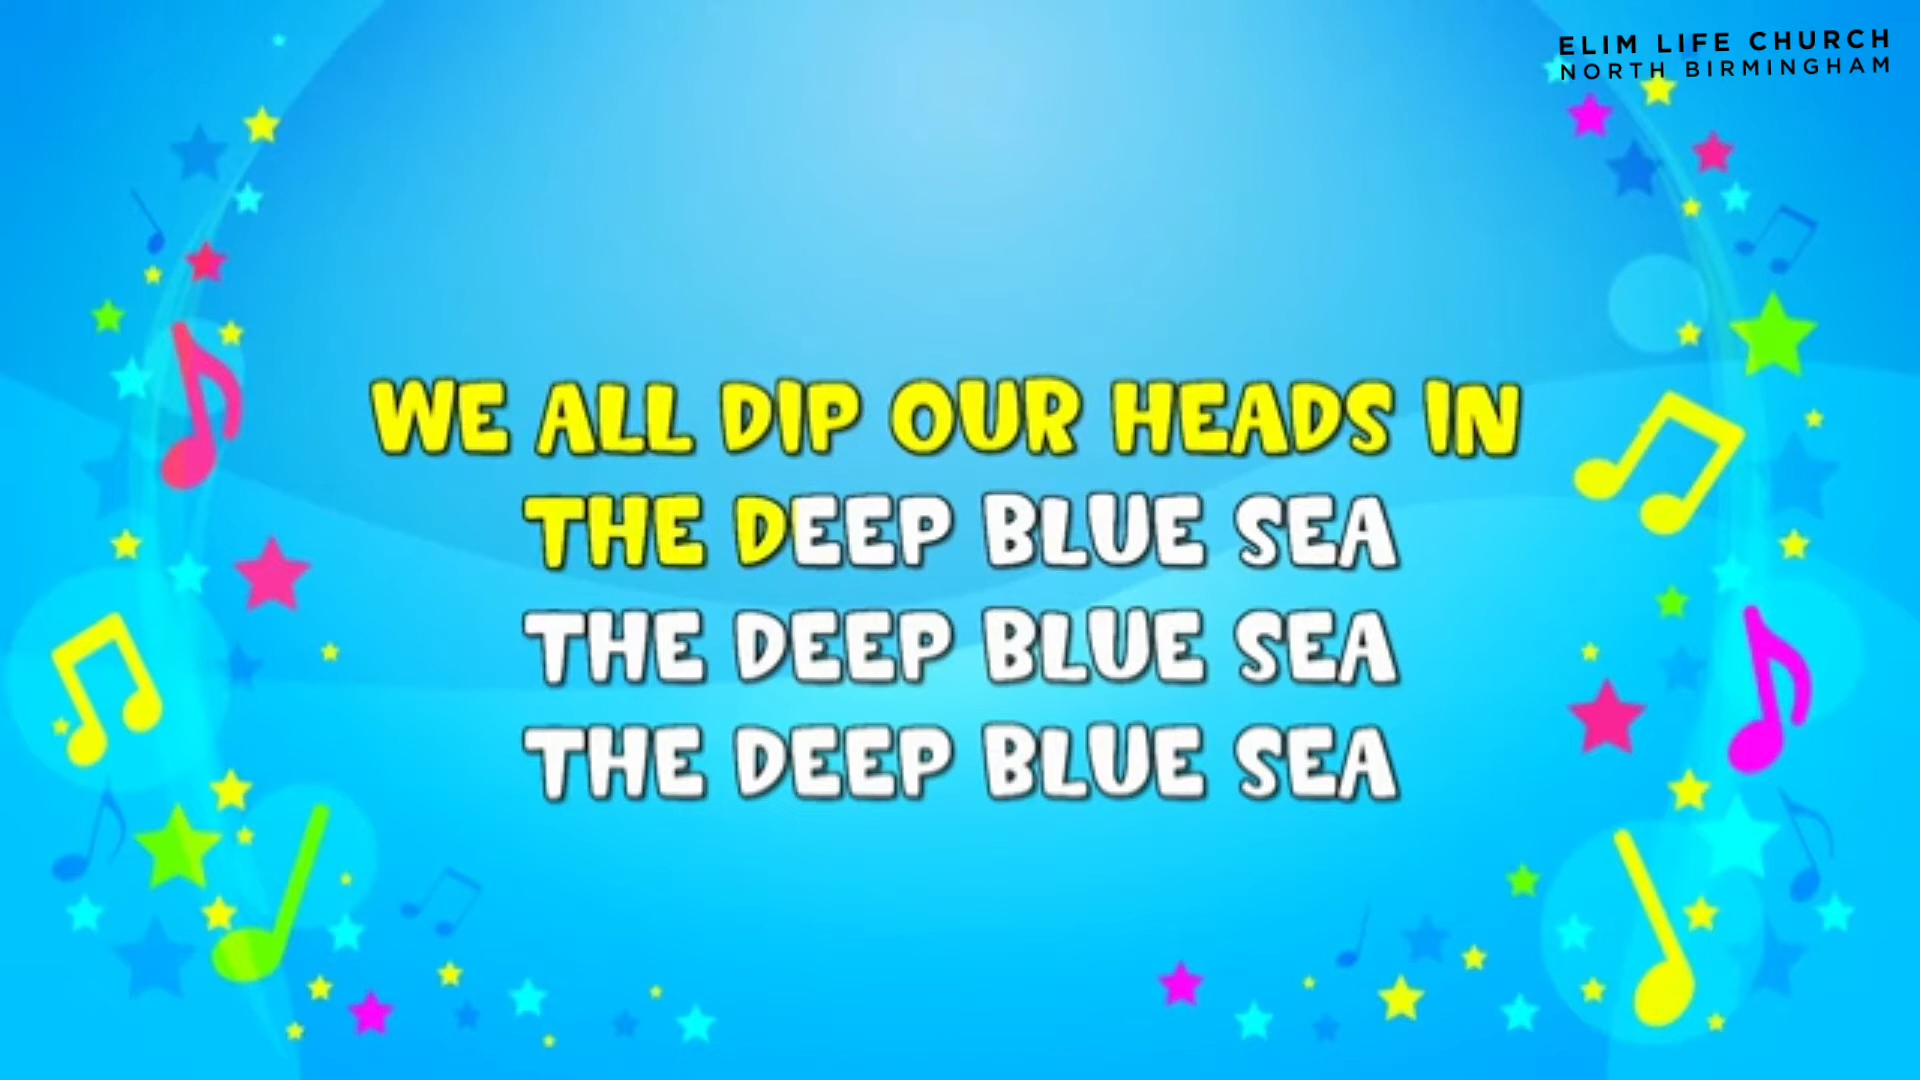 ELIM LIFE CHURCH
NORTH BIRMINGHAM
WE ALL DIP OUR HEADS IN
THE DEEP BLUE SEA
THE DEEP BLUE SEA
THE DEEP BLUE SEA